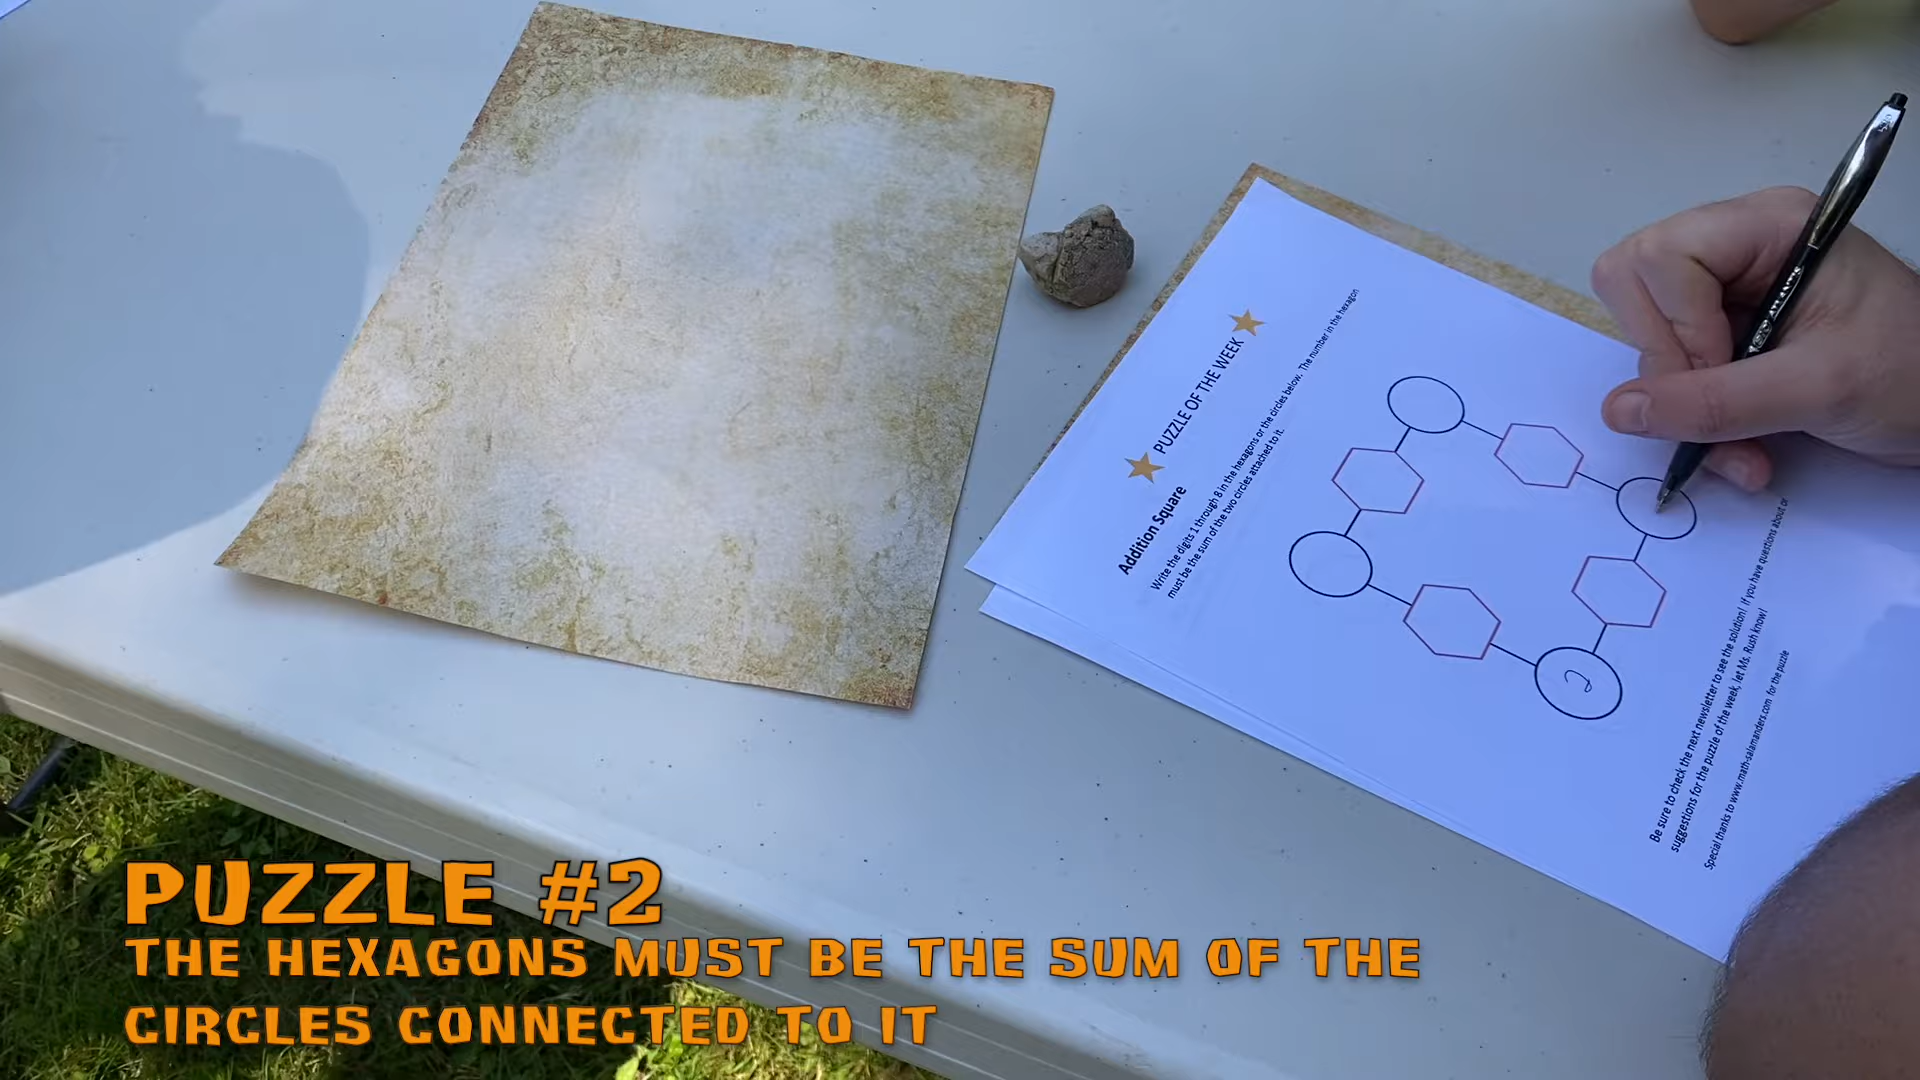 PUZZLE OF THE WEEK
Addition Square
Write the digits 1 through 8 in the hexagons or the circles below. The number in the hexagon
must be the sum of the two circles attached to it.
Be sure to check the next newsletter to see the solution! If you have questions about or
suggestions for the puzzle of the week, let Ms. Rush know!
Special thanks to www.math-salamanders.com for the puzzle
PUZZLE #2
THE HEXAGONS MUST BE THE SUM OF THE
CIRCLES CONNECTED TO IT